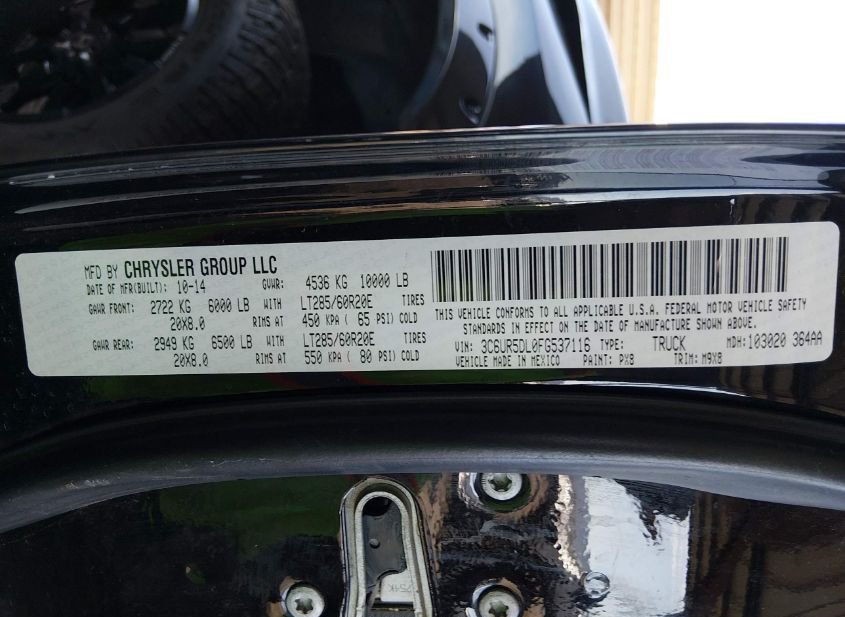 MFD BY CHRYSLER GROUP LLC
DATE OF MFR(BUILT): 10-14 GVWR: 4536 KG 10000 LB
GAWR FRONT: 2722 KG 6000 LB WITH LT285/60R20E TIRES
20X8.0 RIMS AT 450 KPA ( 65 PSI) COLD
GAWR REAR: 2949 KG 6500 LB WITH LT285/60R20E TIRES
20X8.0 RIMS AT 550 KPA ( 80 PSI) COLD
THIS VEHICLE CONFORMS TO ALL APPLICABLE U.S.A. FEDERAL MOTOR VEHICLE SAFETY
STANDARDS IN EFFECT ON THE DATE OF MANUFACTURE SHOWN ABOVE.
VIN: 3C6UR5DL0FG537116 TYPE: TRUCK MDH: 103020 364AA
VEHICLE MADE IN MEXICO PAINT: PX8 TRIM: M9X8